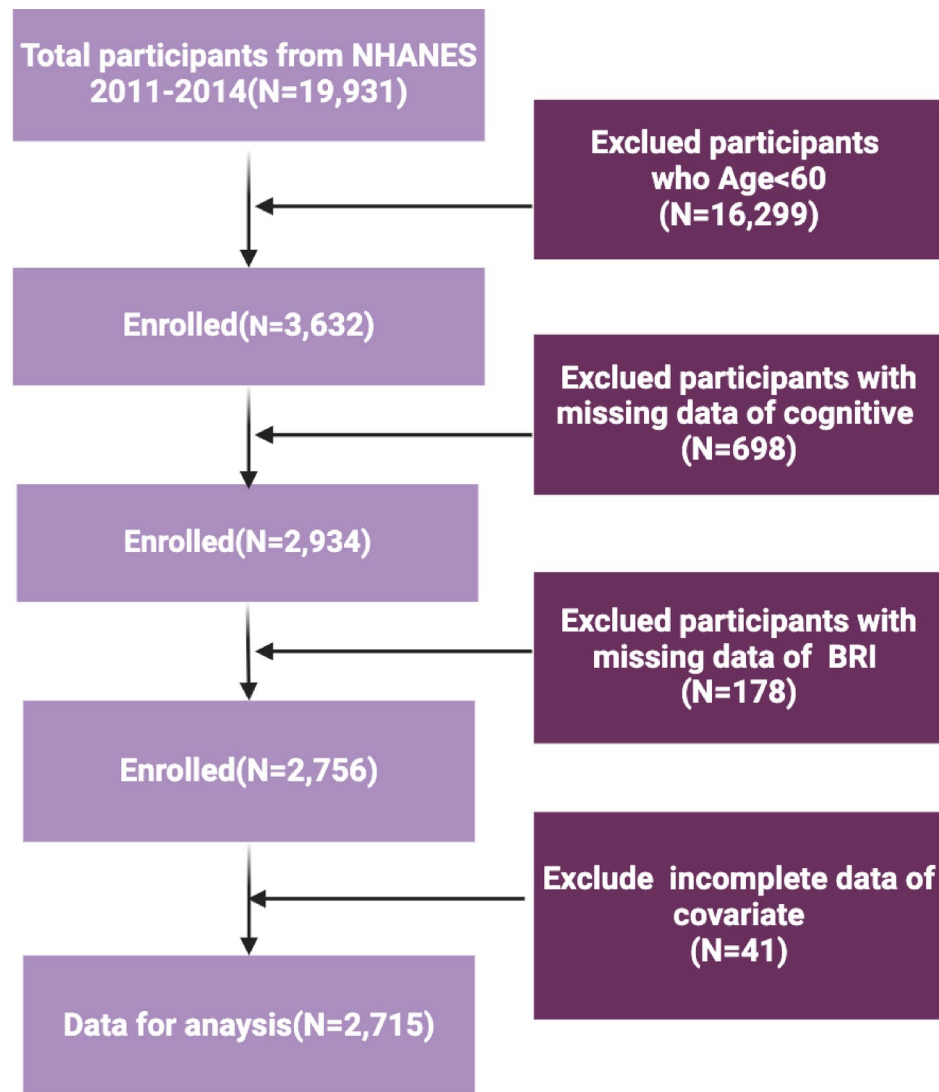 Total participants from NHANES
2011-2014(N=19,931)
Exclued participants
who Age<60
(N=16,299)
Enrolled(N=3,632)
Exclued participants with
missing data of cognitive
(N=698)
Enrolled(N=2,934)
Exclued participants with
missing data of BRI
(N=178)
Enrolled(N=2,756)
Exclude incomplete data of
covariate
(N=41)
Data for anaysis(N=2,715)